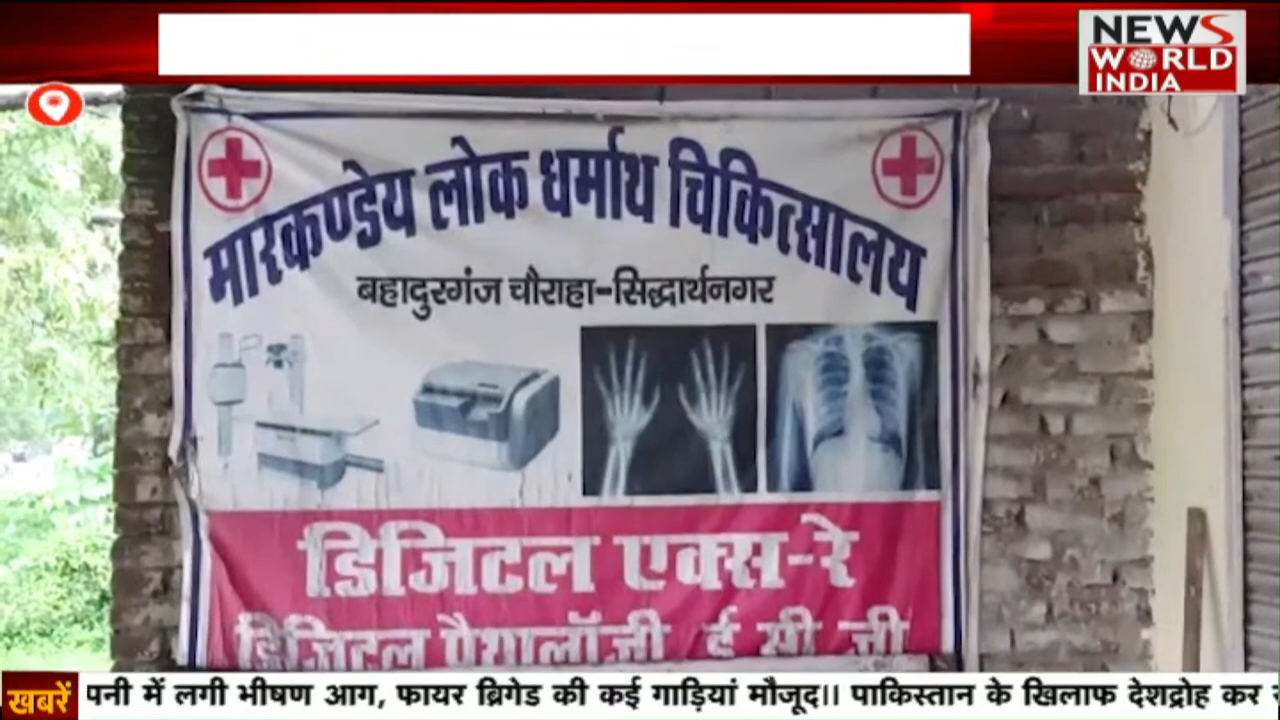 NEWS
WORLD
INDIA
मारकण्डेय लोक धर्माथ चिकित्सालय
बहादुरगंज चौराहा-सिद्धार्थनगर
डिजिटल एक्स-रे
डिजिटल पैथालॉजी ई सी जी
खबरें पनी में लगी भीषण आग, फायर ब्रिगेड की कई गाड़ियां मौजूद।। पाकिस्तान के खिलाफ देशद्रोह कर